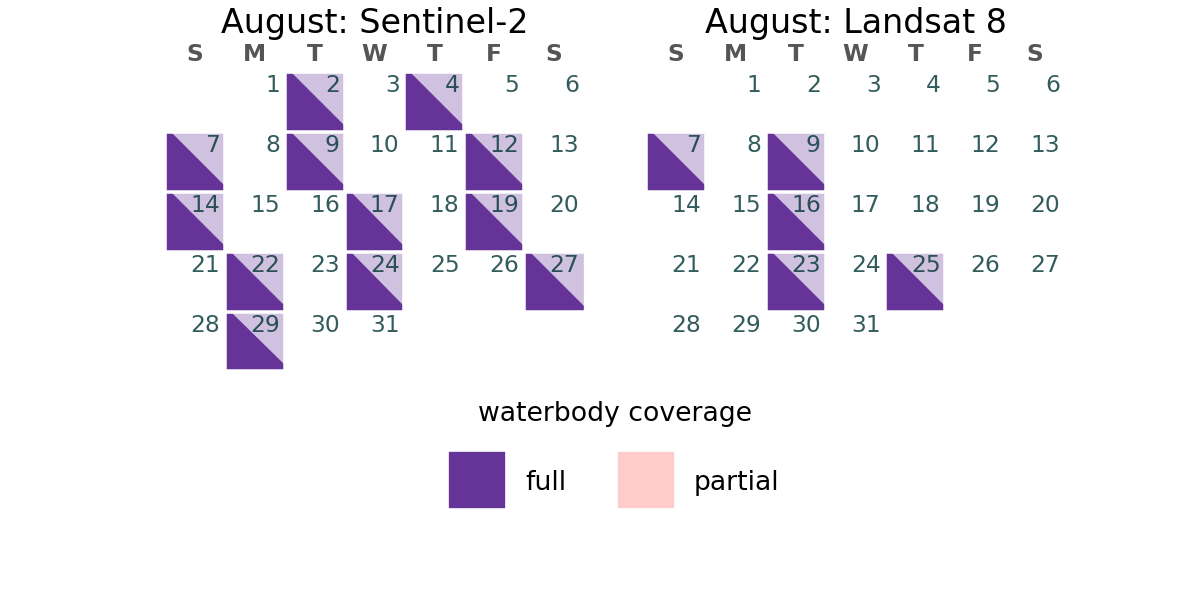 August: Sentinel-2
S M T W T F S
1 2 3 4 5 6
7 8 9 10 11 12 13
14 15 16 17 18 19 20
21 22 23 24 25 26 27
28 29 30 31
August: Landsat 8
S M T W T F S
1 2 3 4 5 6
7 8 9 10 11 12 13
14 15 16 17 18 19 20
21 22 23 24 25 26 27
28 29 30 31
waterbody coverage
full partial